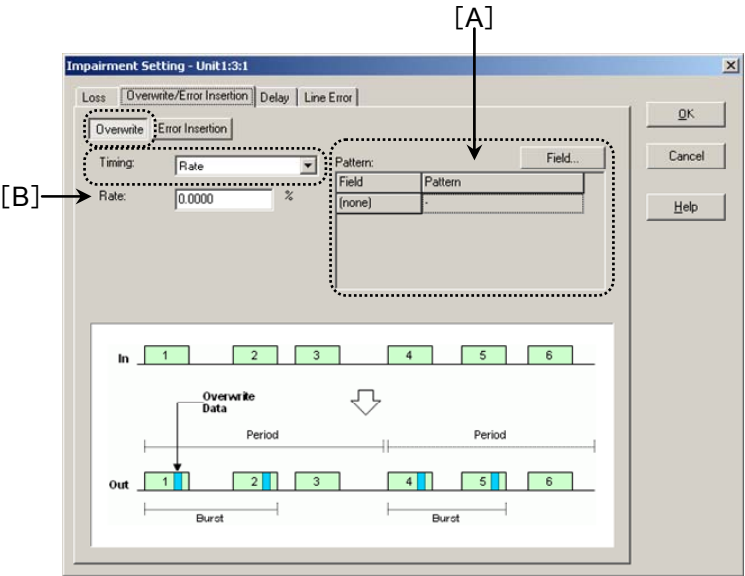 [A]
Impairment Setting - Unit1:3:1
Loss Overwrite/Error Insertion Delay Line Error
OK
Overwrite Error Insertion
Timing: Rate
Pattern: Field...
Cancel
Field Pattern
[B] Rate: 0.0000 %
(none) -
Help
In 1 2 3 4 5 6
Overwrite
Data
Period Period
Out 1 2 3 4 5 6
Burst Burst